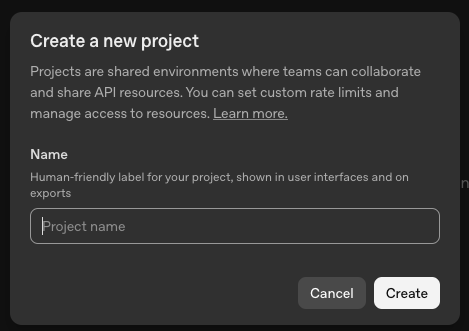 Create a new project
Projects are shared environments where teams can collaborate
and share API resources. You can set custom rate limits and
manage access to resources. Learn more.
Name
Human-friendly label for your project, shown in user interfaces and on
exports
Project name
Cancel
Create